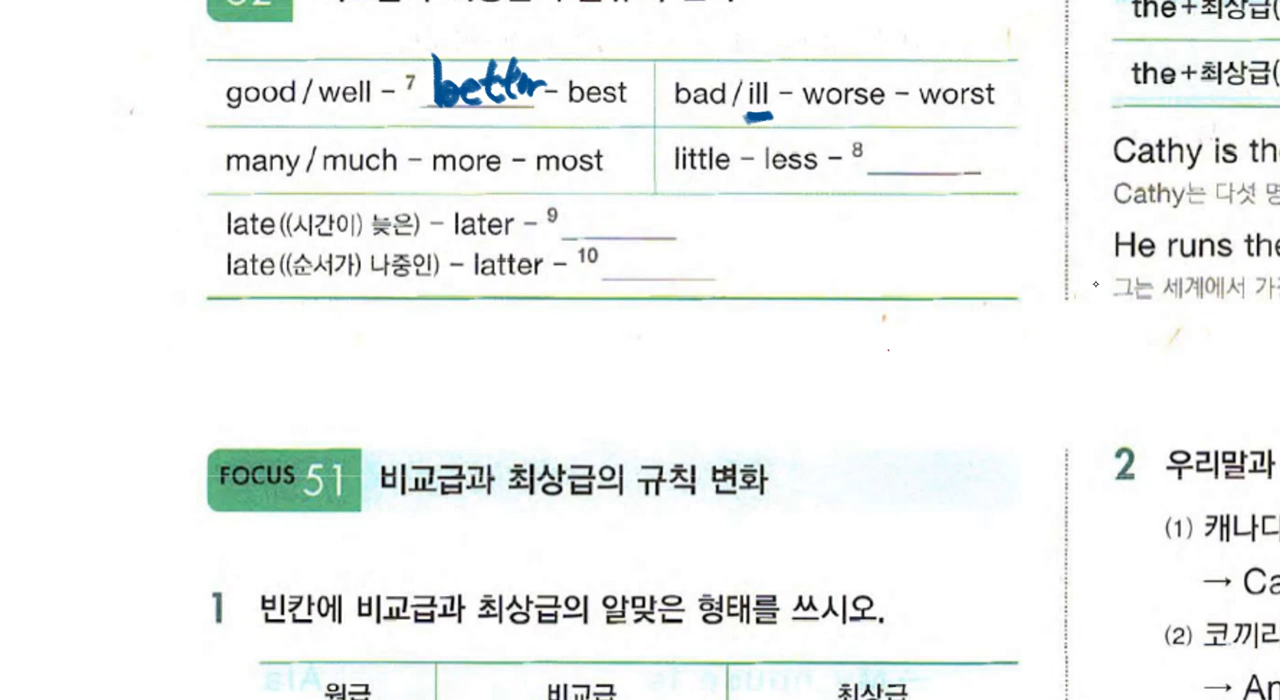 good / well – 7 better – best
bad / ill – worse – worst
many / much – more – most
little – less – 8
late((시간이) 늦은) – later – 9
late((순서가) 나중인) – latter – 10
the+최상급(
the+최상급(
Cathy is the
Cathy는 다섯 명
He runs the
그는 세계에서 가
FOCUS 51 비교급과 최상급의 규칙 변화
1 빈칸에 비교급과 최상급의 알맞은 형태를 쓰시오.
원급 비교급 최상급
2 우리말과
(1) 캐나다
→ Ca
(2) 코끼리
→ An